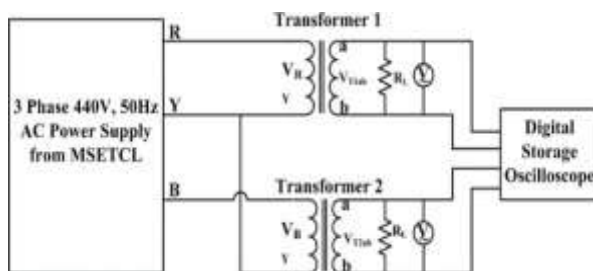 Transformer 1
R
a
3 Phase 440V, 50Hz
AC Power Supply
from MSETCL
V_R
V_T1ab
R_L
V
Y
V
b
Digital
Storage
Oscilloscope
B
Transformer 2
a
V_B
V_T2ab
R_L
V
V
b